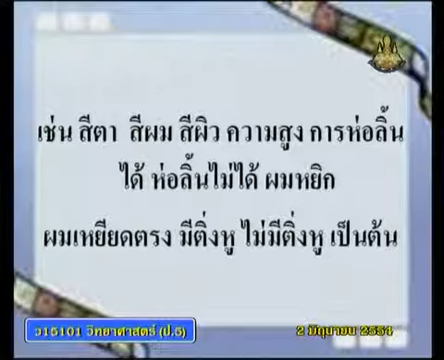 เช่น สีตา สีผม สีผิว ความสูง การห่อลิ้น
ได้ ห่อลิ้นไม่ได้ ผมหยิก
ผมเหยียดตรง มีติ่งหู ไม่มีติ่งหู เป็นต้น
ว15101 วิทยาศาสตร์ (ป.5)
2 มิถุนายน 2554